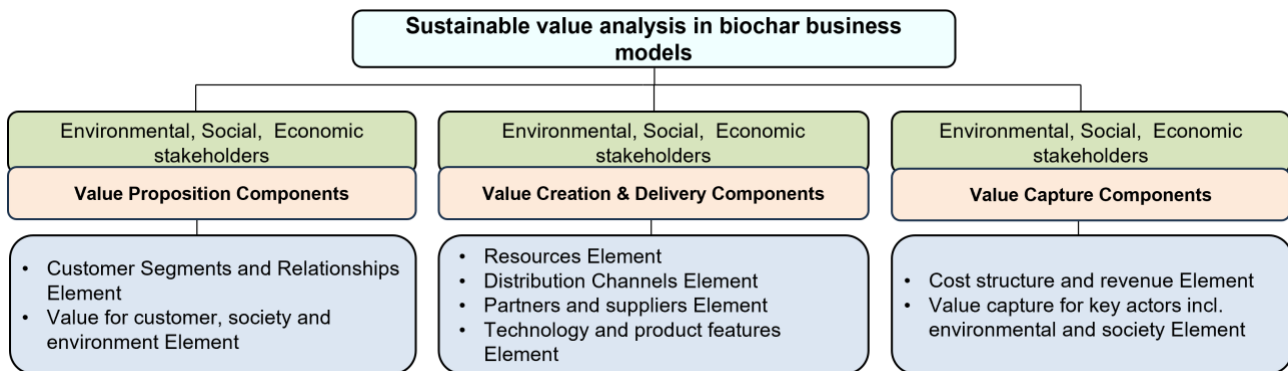 Sustainable value analysis in biochar business
models
Environmental, Social,  Economic
stakeholders
Value Proposition Components
• Customer Segments and Relationships
Element
• Value for customer, society and
environment Element
Environmental, Social,  Economic
stakeholders
Value Creation & Delivery Components
• Resources Element
• Distribution Channels Element
• Partners and suppliers Element
• Technology and product features
Element
Environmental, Social,  Economic
stakeholders
Value Capture Components
• Cost structure and revenue Element
• Value capture for key actors incl.
environmental and society Element